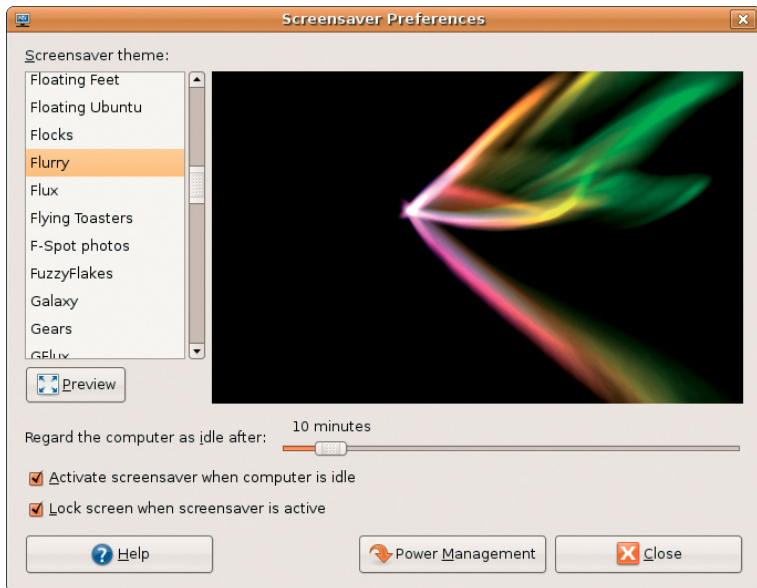 Screensaver Preferences
Screensaver theme:
Floating Feet
Floating Ubuntu
Flocks
Flurry
Flux
Flying Toasters
F-Spot photos
FuzzyFlakes
Galaxy
Gears
GFlux
Preview
Regard the computer as idle after:
10 minutes
Activate screensaver when computer is idle
Lock screen when screensaver is active
Help
Power Management
Close